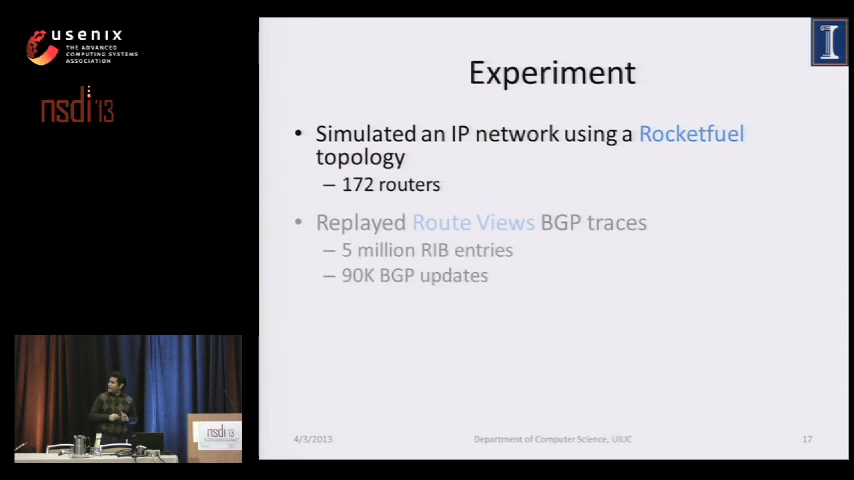 usenix
THE ADVANCED
COMPUTING SYSTEMS
ASSOCIATION
nsdi'13
Experiment
• Simulated an IP network using a Rocketfuel
topology
– 172 routers
• Replayed Route Views BGP traces
– 5 million RIB entries
– 90K BGP updates
4/3/2013
Department of Computer Science, UIUC
17
I
nsdi'13